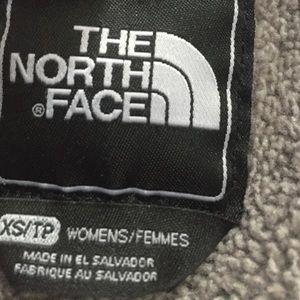 THE
NORTH
®FACE
XS/TP WOMENS/FEMMES
MADE IN EL SALVADOR
FABRIQUE AU SALVADOR